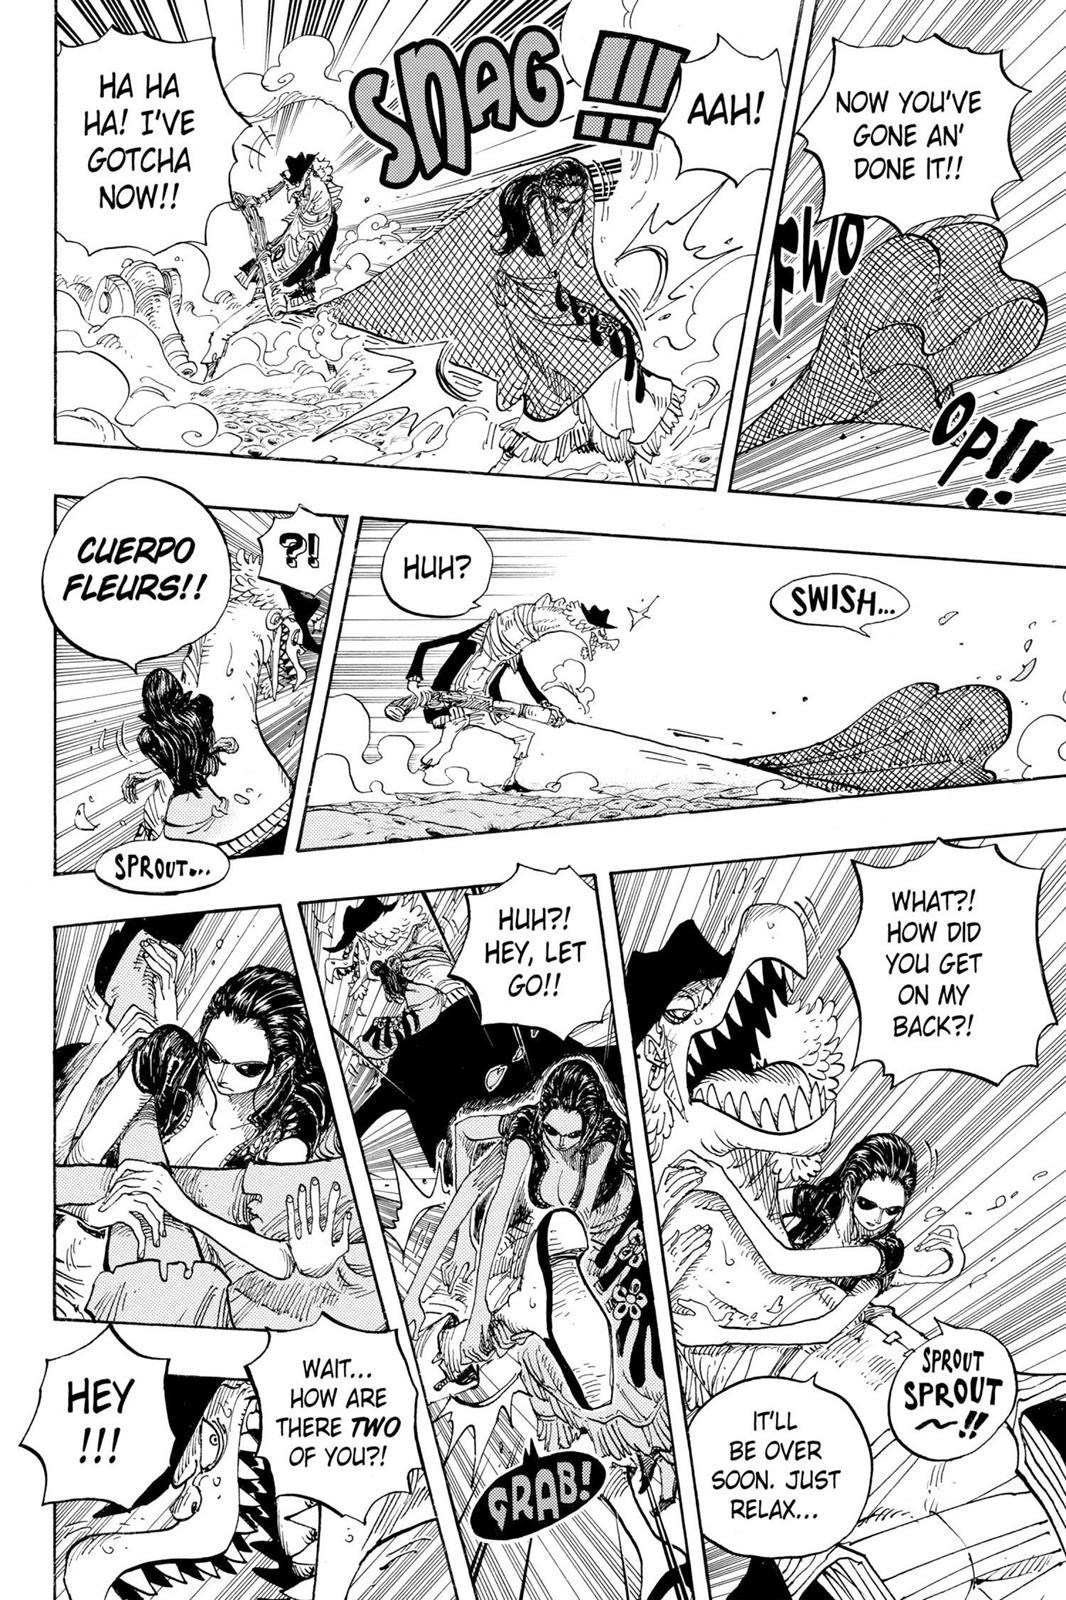 NOW YOU'VE
GONE AN'
DONE IT!!
FWO
OP!!
AAH!
SNAG!!!
HA HA
HA! I'VE
GOTCHA
NOW!!
SWISH...
HUH?
?!
CUERPO
FLEURS!!
SPROUT...
WHAT?!
HOW DID
YOU GET
ON MY
BACK?!
SPROUT
SPROUT
~!!
IT'LL
BE OVER
SOON. JUST
RELAX...
HUH?!
HEY, LET
GO!!
GRAB!
WAIT...
HOW ARE
THERE TWO
OF YOU?!
HEY
!!!